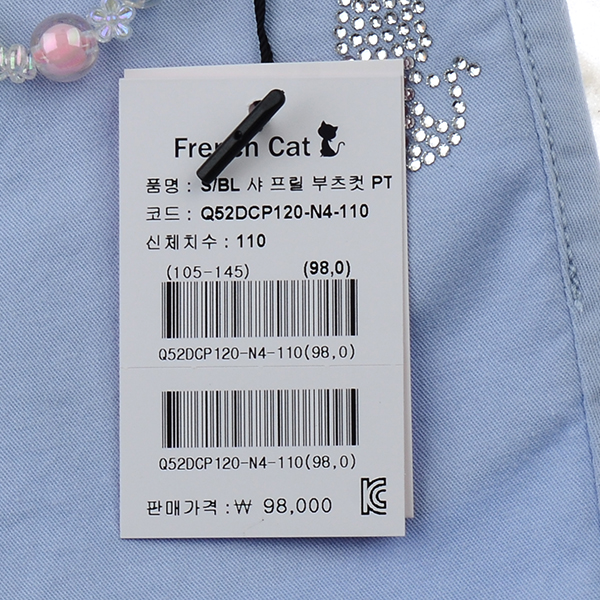 French Cat
품명 : S/BL 샤 프릴 부츠컷 PT
코드 : Q52DCP120-N4-110
신체치수 : 110
(105-145) (98,0)
Q52DCP120-N4-110(98,0)
Q52DCP120-N4-110(98,0)
판매가격 : ₩ 98,000
KC